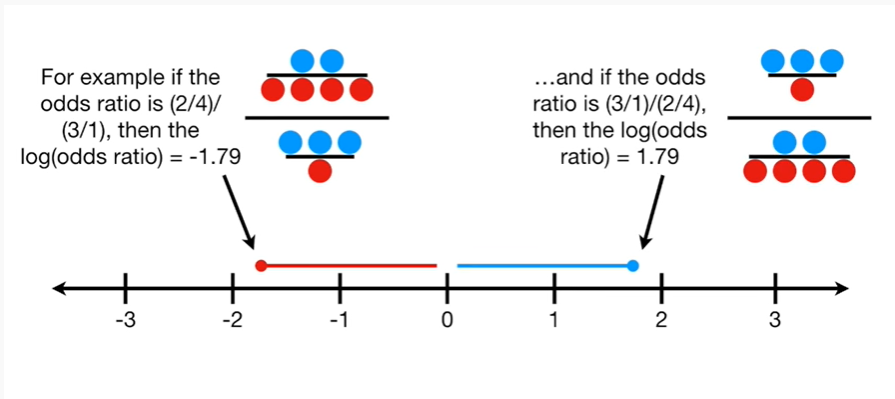 For example if the
odds ratio is (2/4)/
(3/1), then the
log(odds ratio) = -1.79
...and if the odds
ratio is (3/1)/(2/4),
then the log(odds
ratio) = 1.79
-3 -2 -1 0 1 2 3